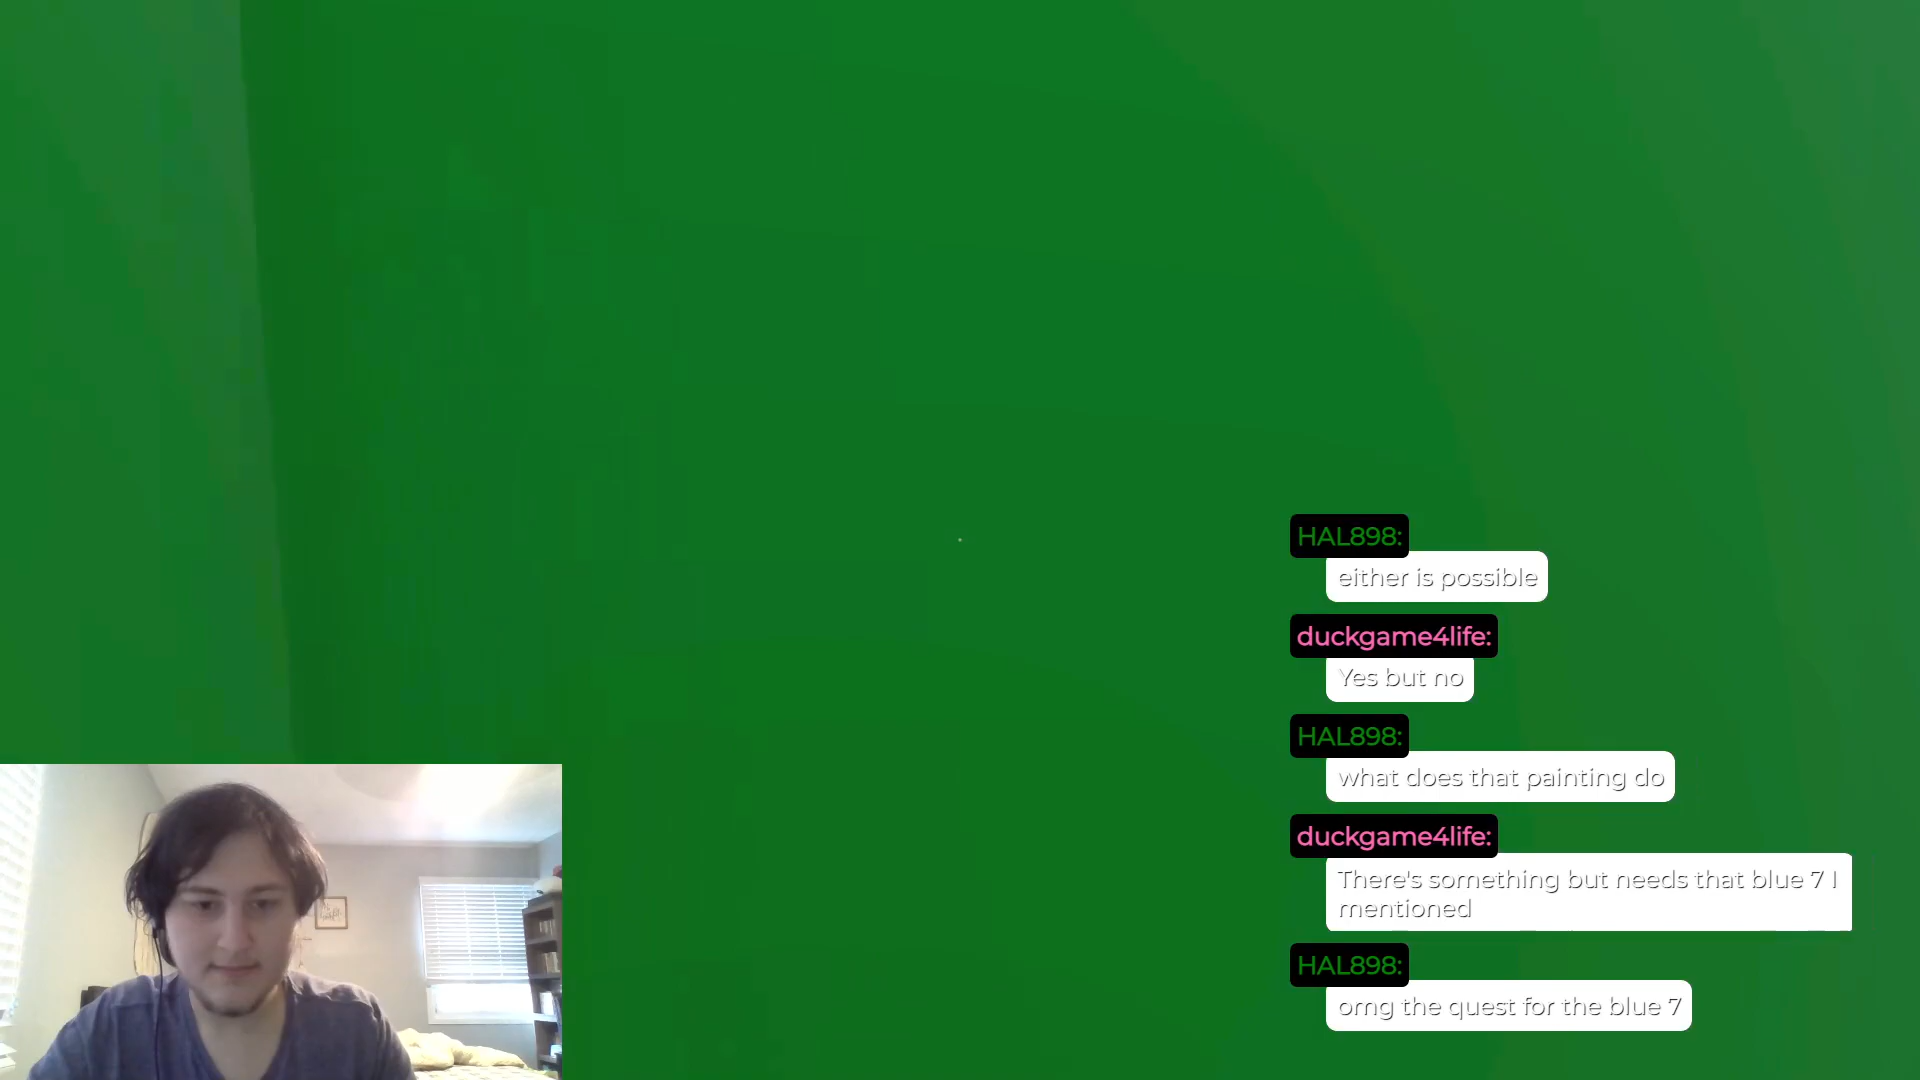 HAL898:
either is possible
duckgame4life:
Yes but no
HAL898:
what does that painting do
duckgame4life:
There's something but needs that blue 7 I
mentioned
HAL898:
omg the quest for the blue 7